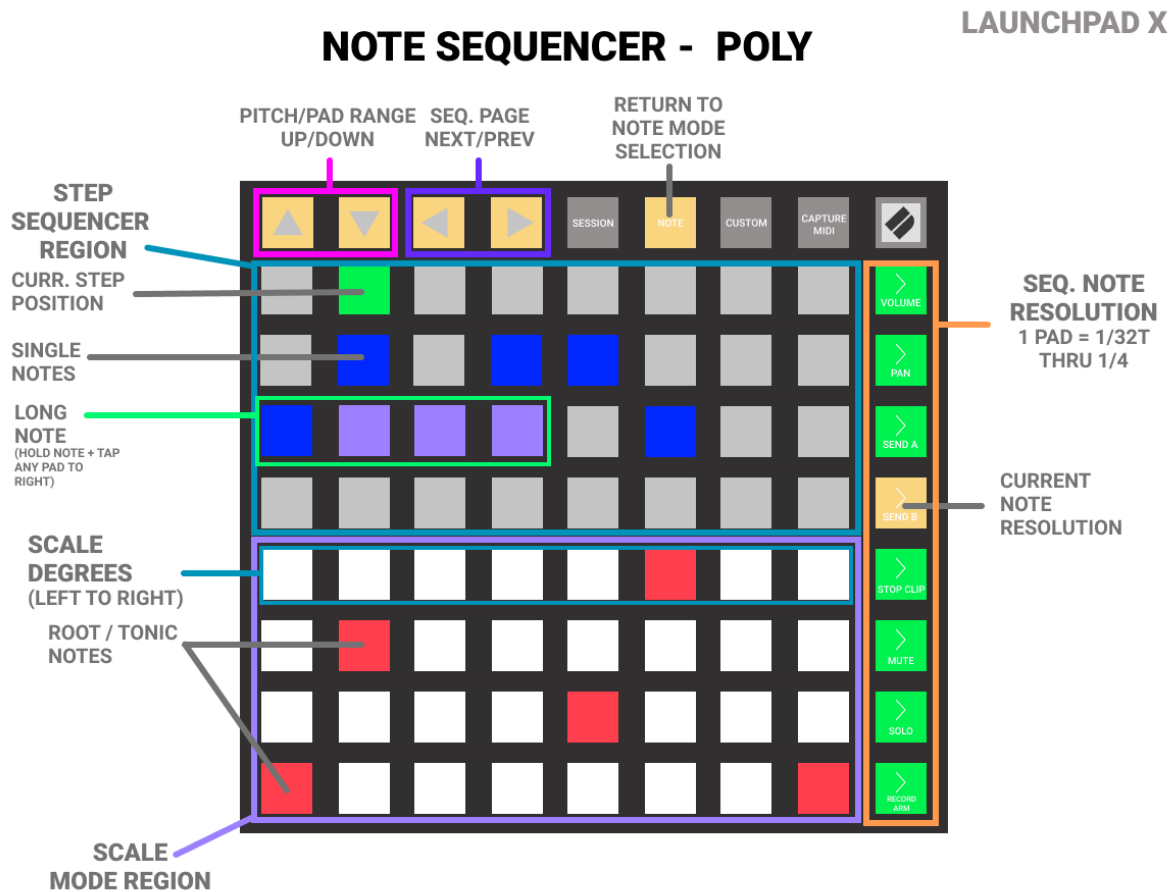 LAUNCHPAD X
NOTE SEQUENCER - POLY
PITCH/PAD RANGE
UP/DOWN
SEQ. PAGE
NEXT/PREV
RETURN TO
NOTE MODE
SELECTION
STEP
SEQUENCER
REGION
CURR. STEP
POSITION
SINGLE
NOTES
LONG
NOTE
(HOLD NOTE + TAP
ANY PAD TO
RIGHT)
SCALE
DEGREES
(LEFT TO RIGHT)
ROOT / TONIC
NOTES
SCALE
MODE REGION
SESSION
NOTE
CUSTOM
CAPTURE
MIDI
VOLUME
PAN
SEND A
SEND B
STOP CLIP
MUTE
SOLO
RECORD
ARM
SEQ. NOTE
RESOLUTION
1 PAD = 1/32T
THRU 1/4
CURRENT
NOTE
RESOLUTION